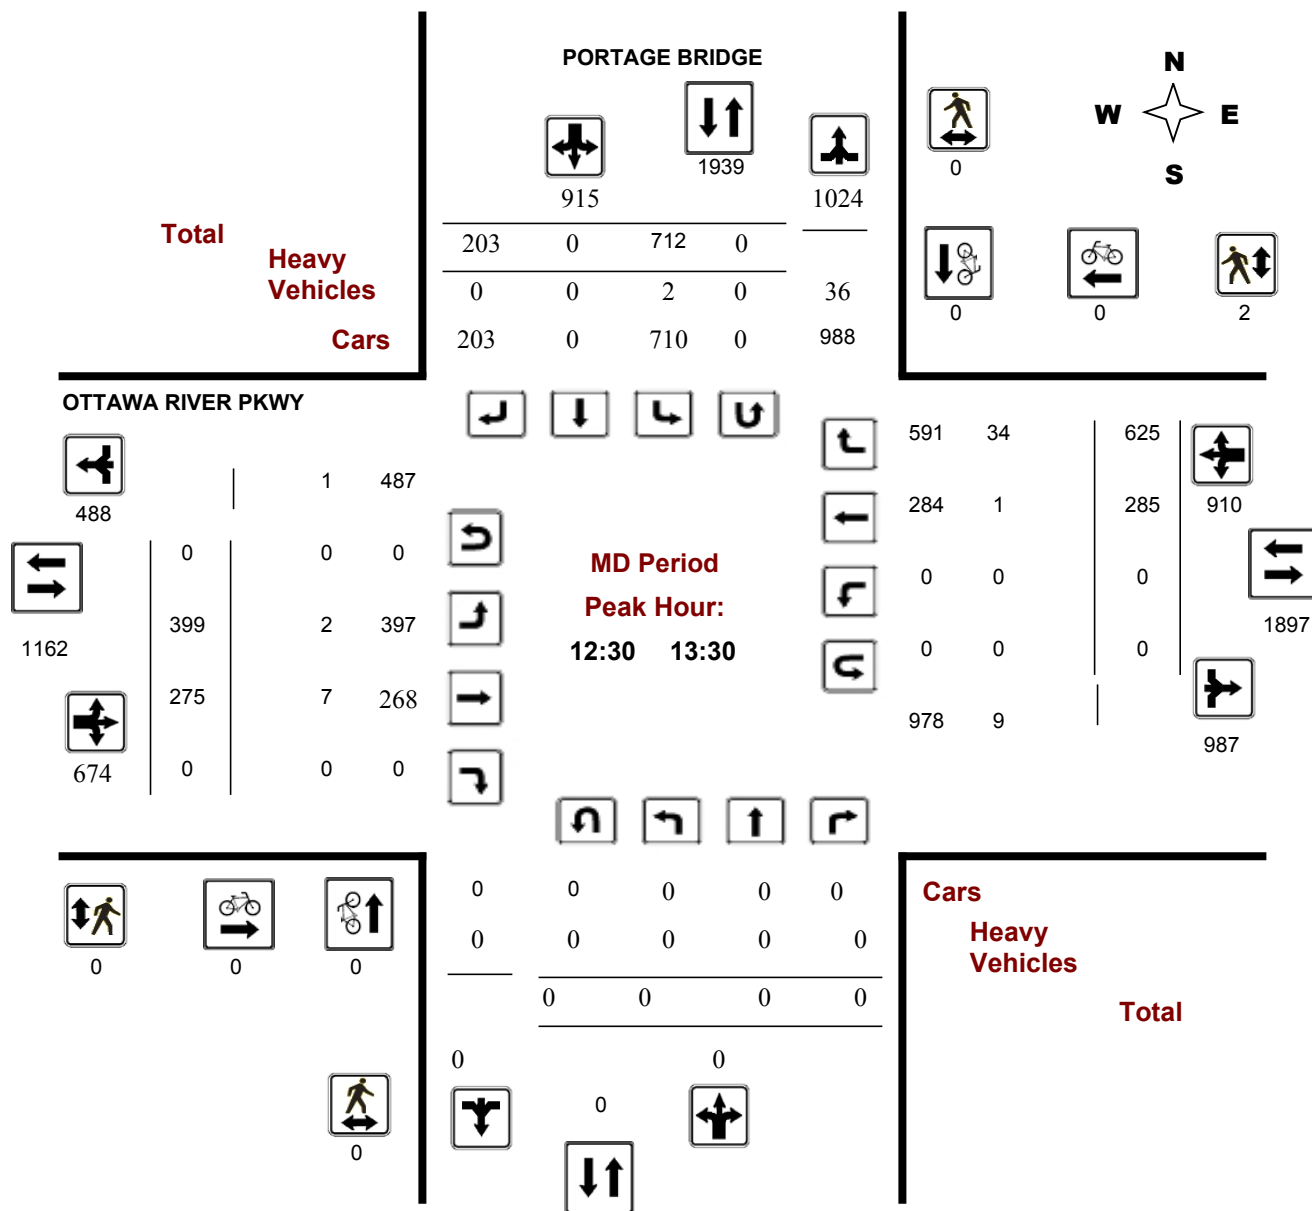 PORTAGE BRIDGE
N
W E
S
1939
0
915 1024
Total 203 0 712 0
Heavy
Vehicles 0 0 2 0 36
0 0 2
Cars 203 0 710 0 988
OTTAWA RIVER PKWY
591 34 625
488 1 487
284 1 285 910
0 0 0
MD Period
0 0 0
Peak Hour:
399 2 397
1162 12:30 13:30 1897
0 0 0
275 7 268
978 9
674 987
0 0 0
0 0 0 0 0
Cars
0 0 0 0 0
Heavy
Vehicles
0 0 0
0 0 0 0
Total
0 0
0
0